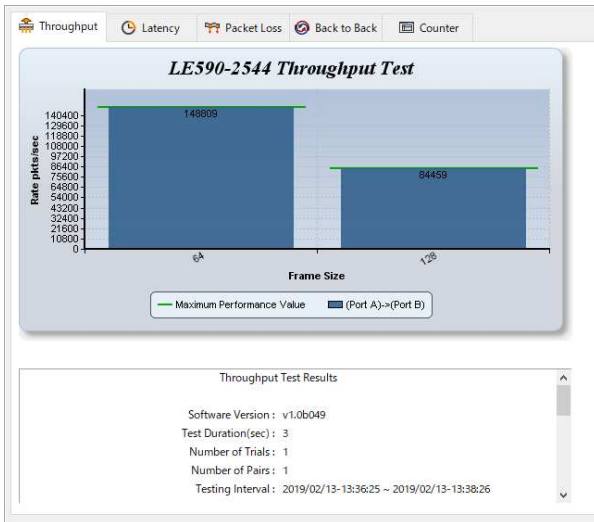 Throughput Latency Packet Loss Back to Back Counter
LE590-2544 Throughput Test
Rate pkts/sec
140400
129600
118800
108000
97200
86400
75600
64800
54000
43200
32400
21600
10800
0
148809
84459
64
128
Frame Size
Maximum Performance Value (Port A)->(Port B)
Throughput Test Results
Software Version : v1.0b049
Test Duration(sec) : 3
Number of Trials : 1
Number of Pairs : 1
Testing Interval : 2019/02/13-13:36:25 ~ 2019/02/13-13:38:26